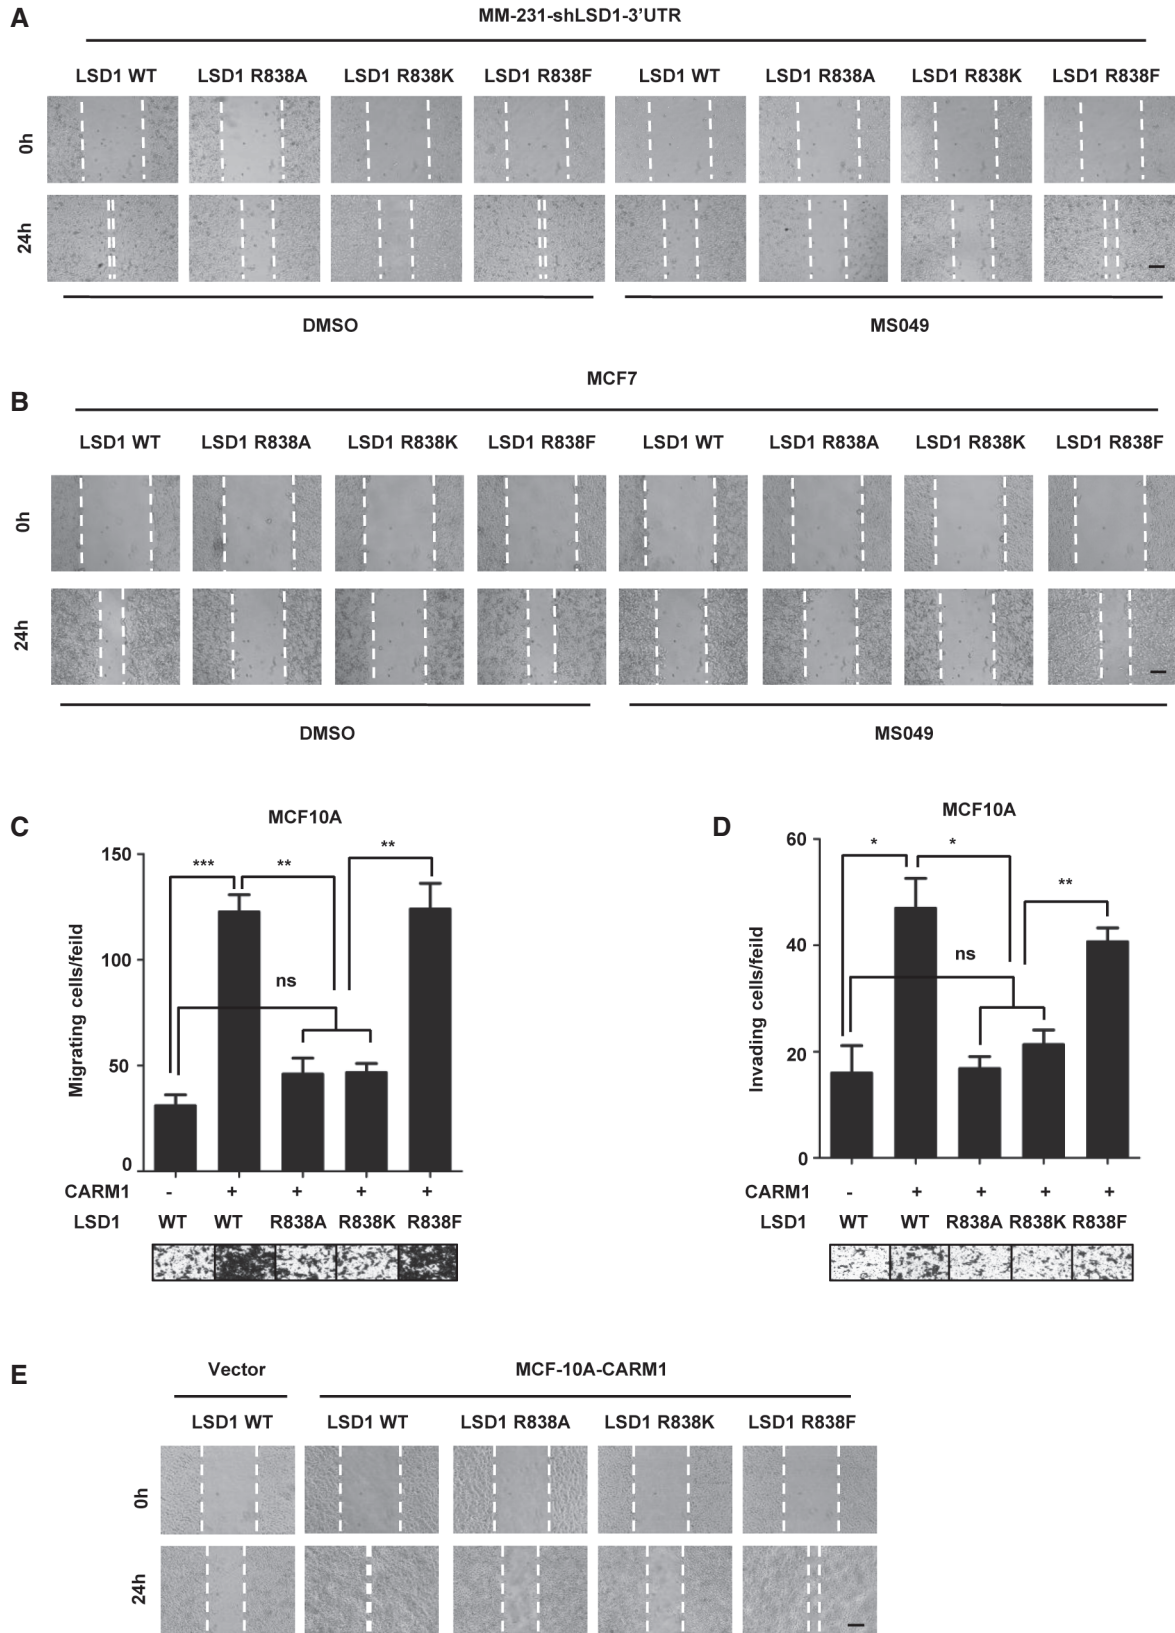 A
MM-231-shLSD1-3'UTR
LSD1 WT LSD1 R838A LSD1 R838K LSD1 R838F LSD1 WT LSD1 R838A LSD1 R838K LSD1 R838F
0h
24h
DMSO MS049
B
MCF7
LSD1 WT LSD1 R838A LSD1 R838K LSD1 R838F LSD1 WT LSD1 R838A LSD1 R838K LSD1 R838F
0h
24h
DMSO MS049
C
MCF10A
Migrating cells/feild
150
100
50
0
*** ** **
ns
CARM1 - + + + +
LSD1 WT WT R838A R838K R838F
D
MCF10A
Invading cells/feild
60
40
20
0
* * **
ns
CARM1 - + + + +
LSD1 WT WT R838A R838K R838F
E
Vector MCF-10A-CARM1
LSD1 WT LSD1 WT LSD1 R838A LSD1 R838K LSD1 R838F
0h
24h